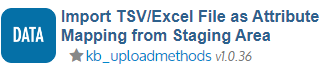 DATA
Import TSV/Excel File as Attribute
Mapping from Staging Area
kb_uploadmethods v1.0.36